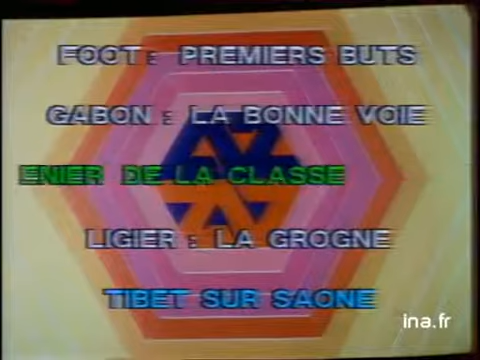 FOOT : PREMIERS BUTS
GABON : LA BONNE VOIE
ENIER DE LA CLASSE
LIGIER : LA GROGNE
TIBET SUR SAONE
ina.fr